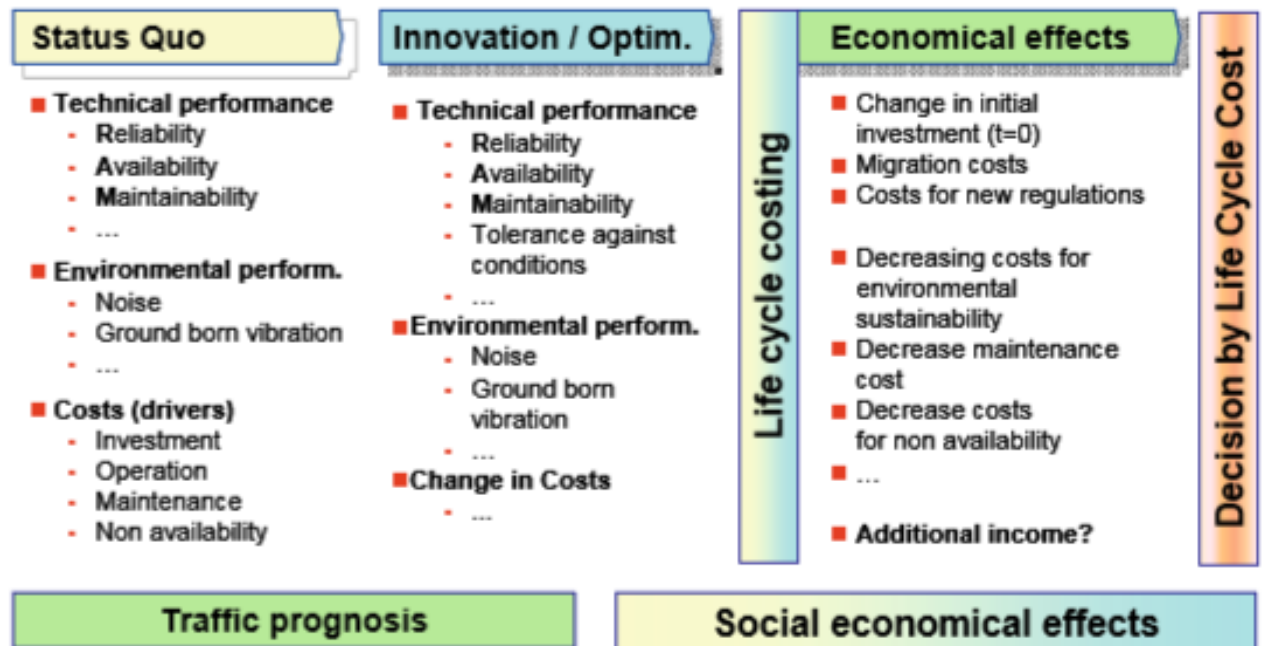 Status Quo
■ Technical performance
- Reliability
- Availability
- Maintainability
- ...
■ Environmental perform.
- Noise
- Ground born vibration
- ...
■ Costs (drivers)
- Investment
- Operation
- Maintenance
- Non availability
Innovation / Optim.
■ Technical performance
- Reliability
- Availability
- Maintainability
- Tolerance against
conditions
- ...
■ Environmental perform.
- Noise
- Ground born
vibration
- ...
■ Change in Costs
- ...
Life cycle costing
Economical effects
■ Change in initial
investment (t=0)
■ Migration costs
■ Costs for new regulations
■ Decreasing costs for
environmental
sustainability
■ Decrease maintenance
cost
■ Decrease costs
for non availability
■ ...
■ Additional income?
Decision by Life Cycle Cost
Traffic prognosis
Social economical effects